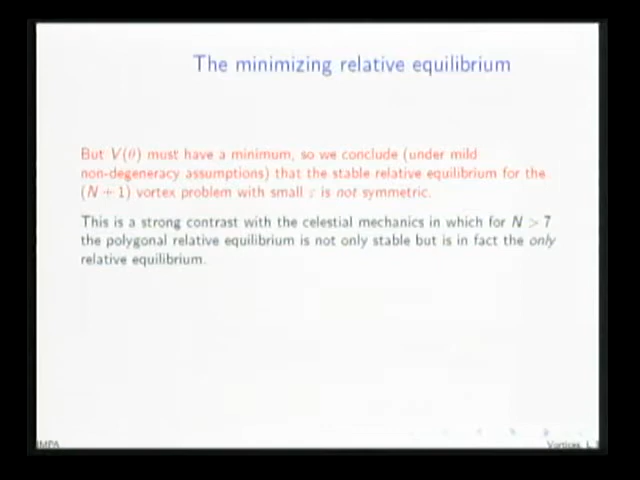 The minimizing relative equilibrium
But V(θ) must have a minimum, so we conclude (under mild
non-degeneracy assumptions) that the stable relative equilibrium for the
(N + 1) vortex problem with small ε is not symmetric.
This is a strong contrast with the celestial mechanics in which for N > 7
the polygonal relative equilibrium is not only stable but is in fact the only
relative equilibrium.
IMPA
Vortices, L